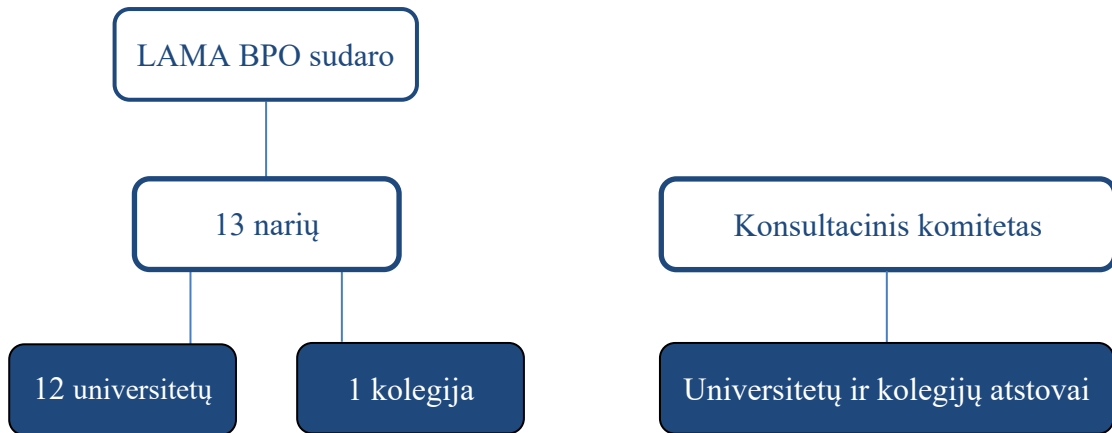 LAMA BPO sudaro
13 narių
Konsultacinis komitetas
12 universitetų
1 kolegija
Universitetų ir kolegijų atstovai